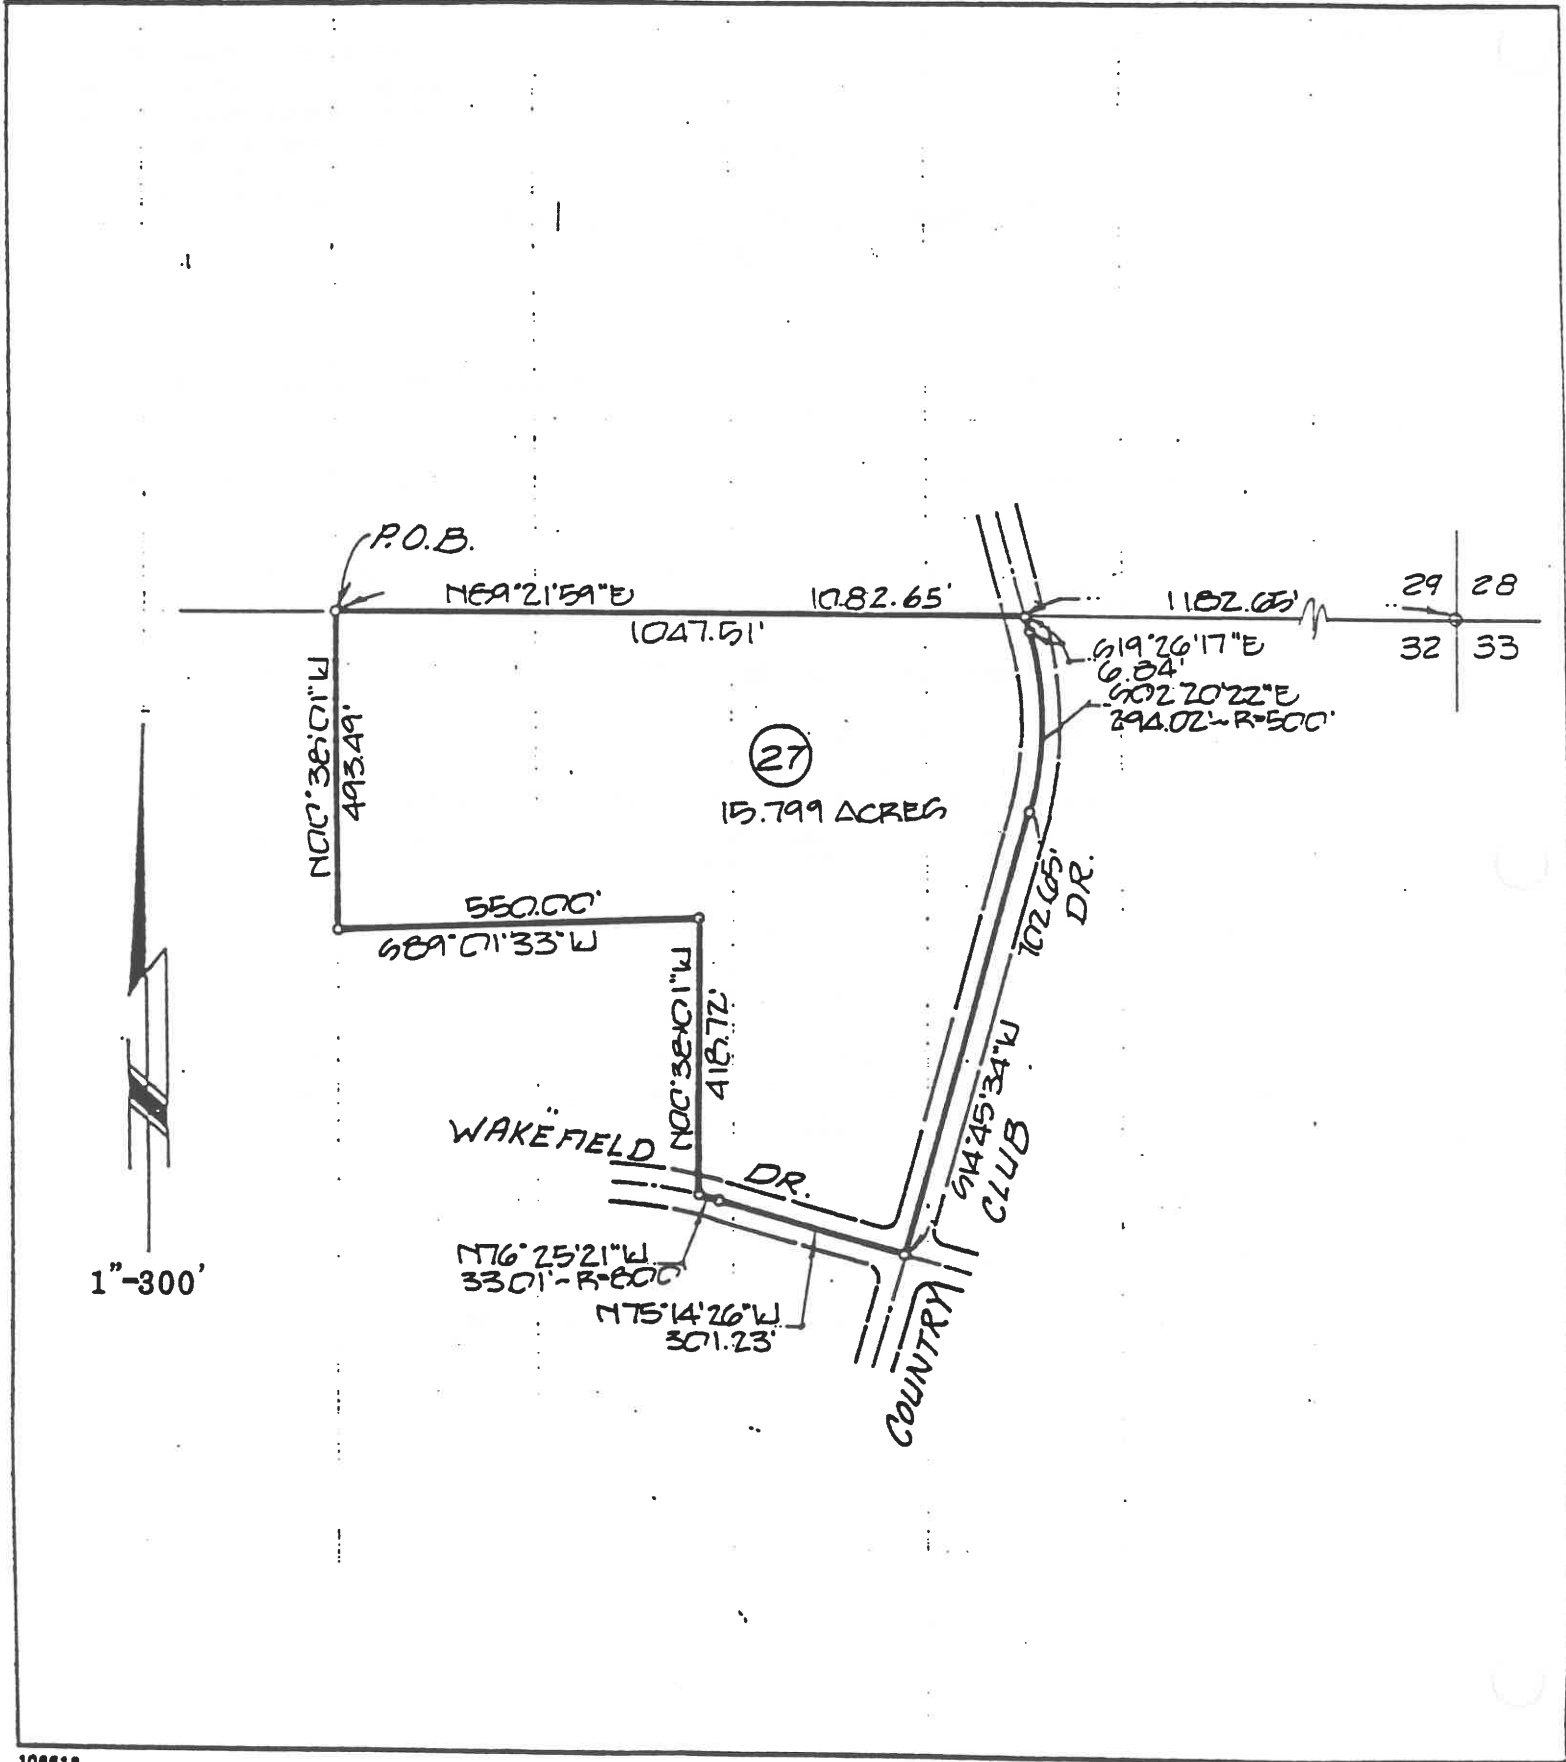 P.O.B.
N89°21'59"E
1082.65'
1047.51'
1182.65'
29 28
32 33
S19°26'17"E
6.84'
S02°20'22"E
294.02'~R=500'
N00°38'01"W
493.49'
27
15.799 ACRES
550.00'
S89°01'33"W
N00°38'01"W
418.72'
702.65'
S14°45'34"W
COUNTRY CLUB DR.
WAKEFIELD DR.
N76°25'21"W
33.01'~R=800'
N75°14'26"W
301.23'
1"-300'